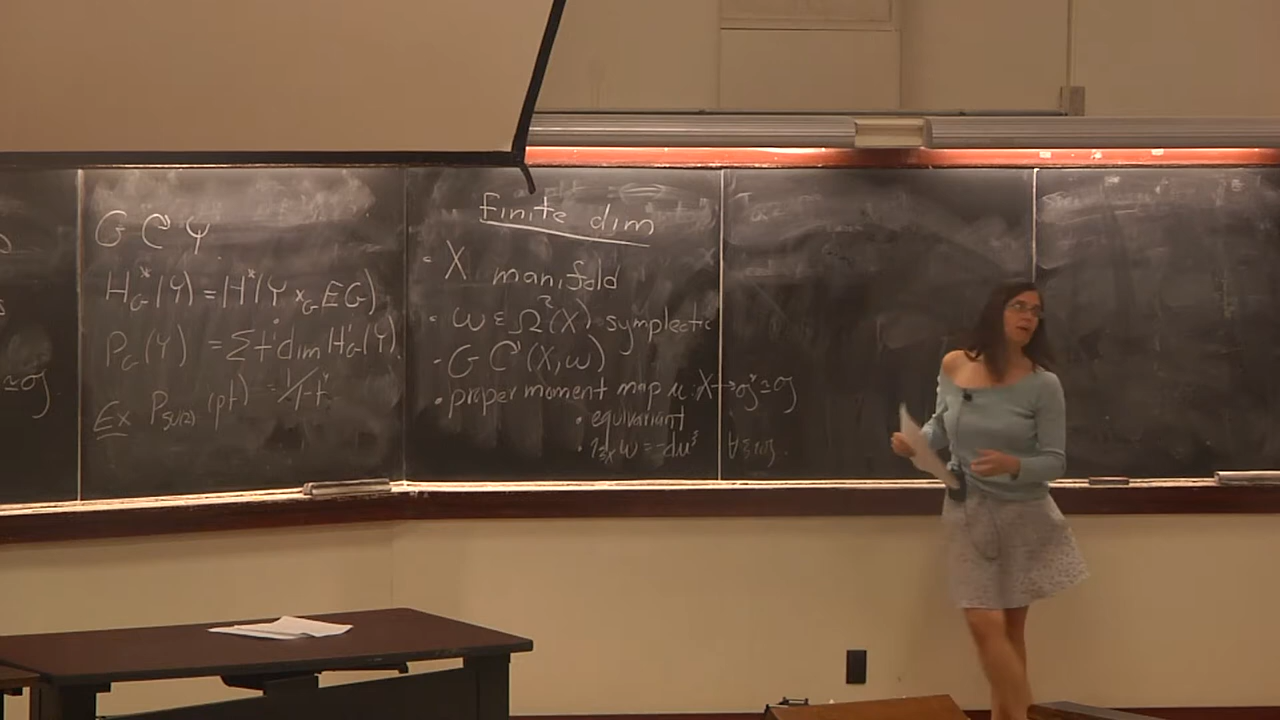 ≃𝔤
G C Y
H*_G(Y) = H*(Y ×_G EG)
P_G(Y) = Σ t^i dim H^i_G(Y).
Ex P_SU(2) (pt) = 1/1-t^4
finite dim
• X manifold
• ω ∈ Ω²(X) symplectic
• G C (X, ω)
• proper moment map μ: X → 𝔤* ≃ 𝔤
• equivariant
• ı_ξ_X ω = -dμ^ξ ∀ ξ ∈ 𝔤.